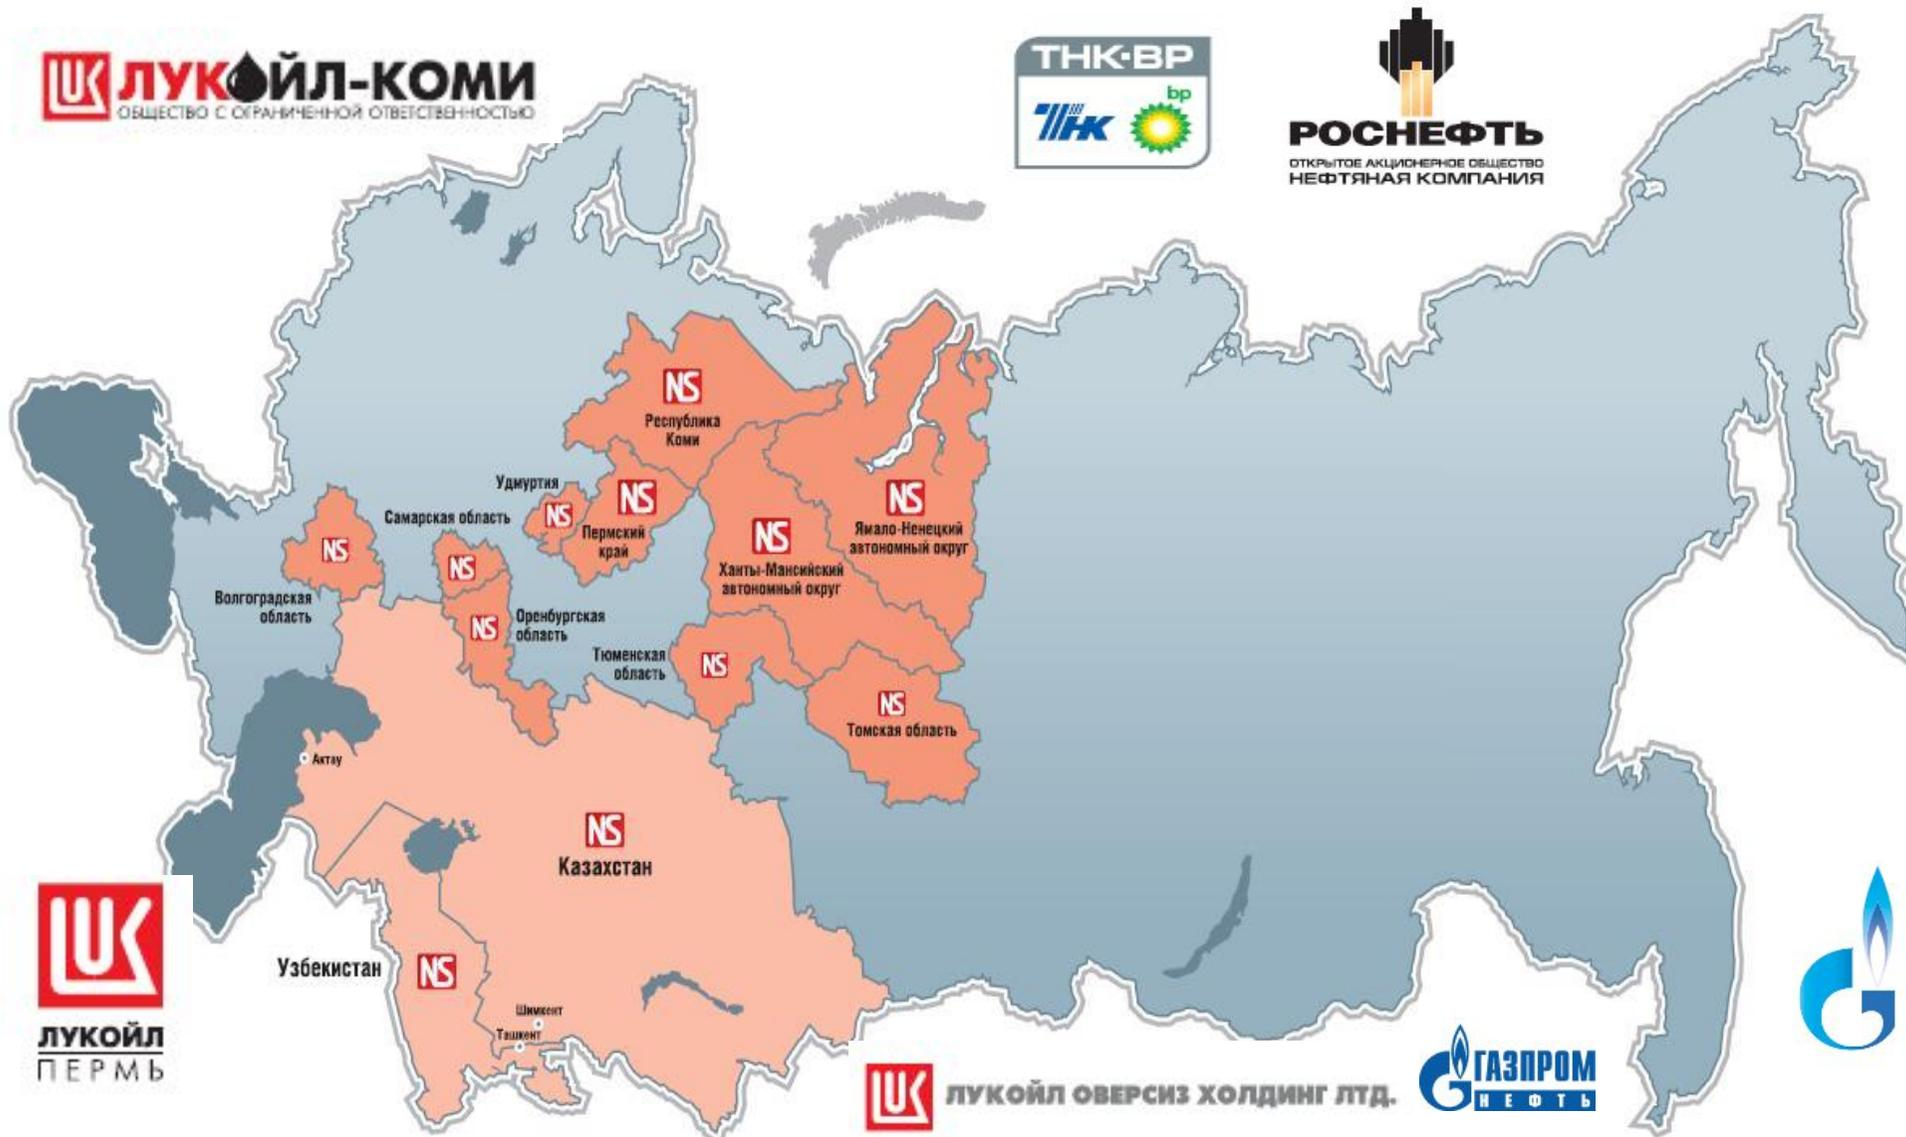 LUK ЛУКОЙЛ-КОМИ
ОБЩЕСТВО С ОГРАНИЧЕННОЙ ОТВЕТСТВЕННОСТЬЮ
ТНК·ВР
ТНК bp
РОСНЕФТЬ
ОТКРЫТОЕ АКЦИОНЕРНОЕ ОБЩЕСТВО
НЕФТЯНАЯ КОМПАНИЯ
NS
Республика
Коми
Удмуртия
NS
NS
Пермский
край
NS
Ямало-Ненецкий
автономный округ
Самарская область
NS
NS
Ханты-Мансийский
автономный округ
NS
Волгоградская
область
NS
Оренбургская
область
Тюменская
область
NS
NS
Томская область
Актау
NS
Казахстан
Узбекистан
NS
Шимкент
Ташкент
LUK
ЛУКОЙЛ
ПЕРМЬ
LUK ЛУКОЙЛ ОВЕРСИЗ ХОЛДИНГ ЛТД.
ГАЗПРОМ
НЕФТЬ